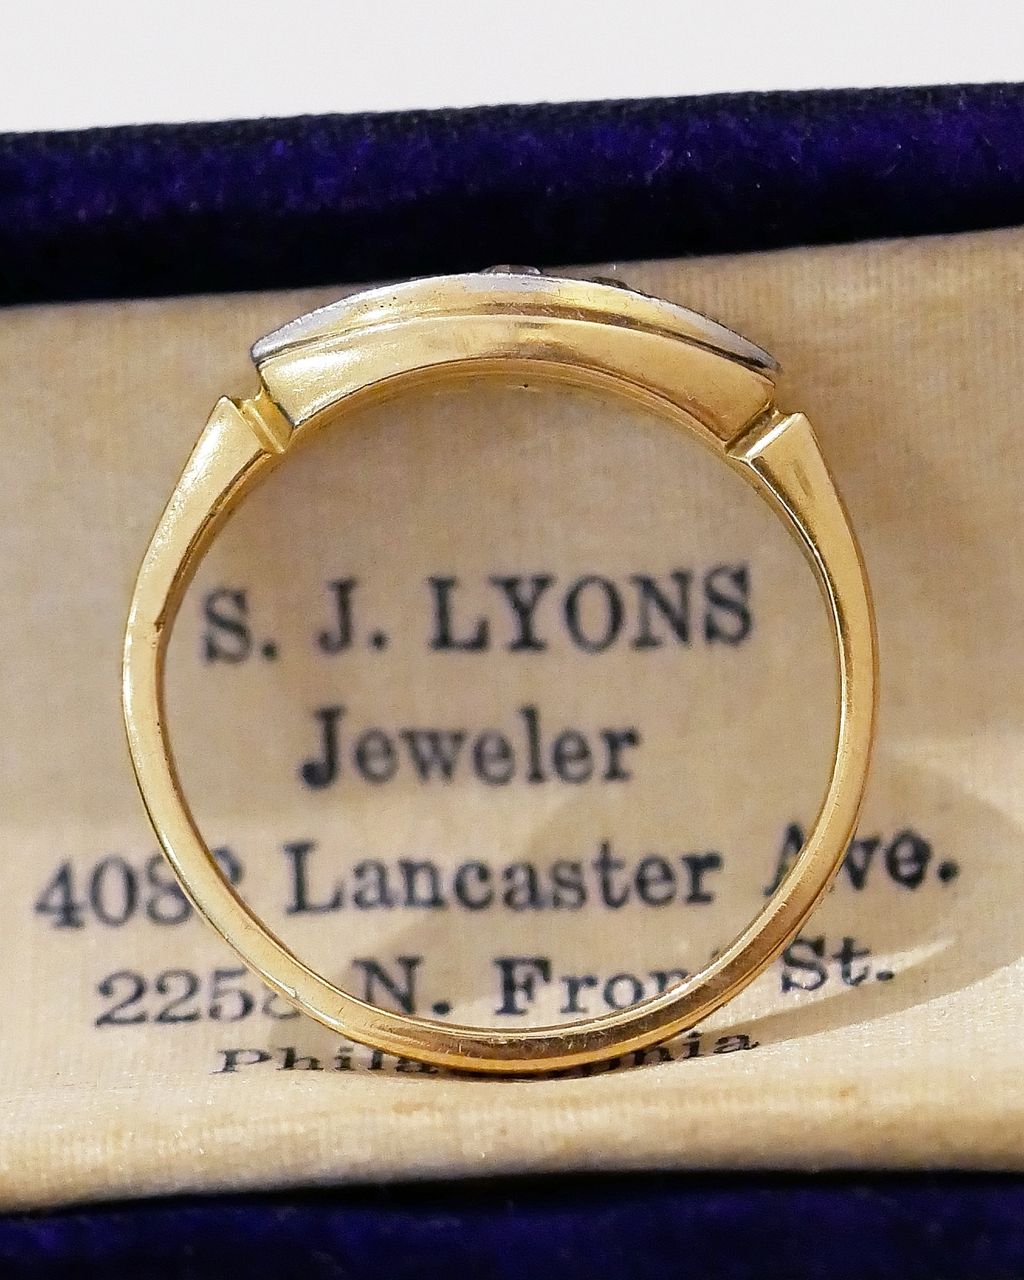 S. J. LYONS
Jeweler
Lancaster Ave.
N. Front St.
Philadelphia